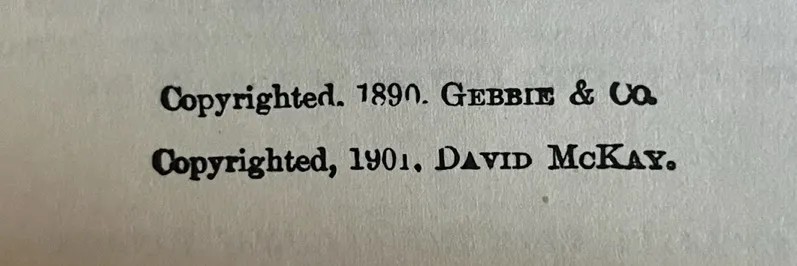 Copyrighted. 1890. GEBBIE & Co.
Copyrighted, 1901, DAVID McKAY.